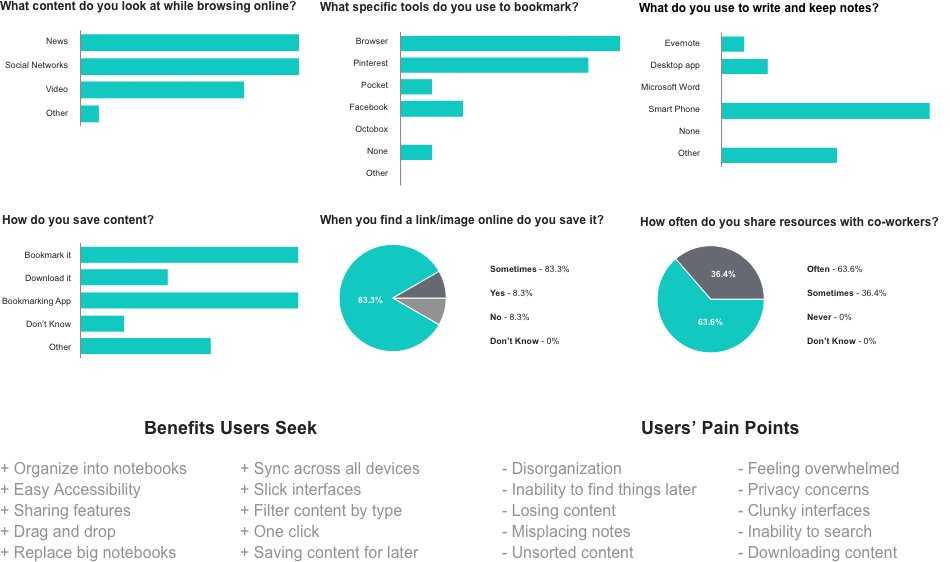 What content do you look at while browsing online?
News
Social Networks
Video
Other
What specific tools do you use to bookmark?
Browser
Pinterest
Pocket
Facebook
Octobox
None
Other
What do you use to write and keep notes?
Evernote
Desktop app
Microsoft Word
Smart Phone
None
Other
How do you save content?
Bookmark it
Download it
Bookmarking App
Don't Know
Other
When you find a link/image online do you save it?
83.3%
Sometimes - 83.3%
Yes - 8.3%
No - 8.3%
Don't Know - 0%
How often do you share resources with co-workers?
36.4%
63.6%
Often - 63.6%
Sometimes - 36.4%
Never - 0%
Don't Know - 0%
Benefits Users Seek
+ Organize into notebooks
+ Easy Accessibility
+ Sharing features
+ Drag and drop
+ Replace big notebooks
+ Sync across all devices
+ Slick interfaces
+ Filter content by type
+ One click
+ Saving content for later
Users' Pain Points
- Disorganization
- Inability to find things later
- Losing content
- Misplacing notes
- Unsorted content
- Feeling overwhelmed
- Privacy concerns
- Clunky interfaces
- Inability to search
- Downloading content